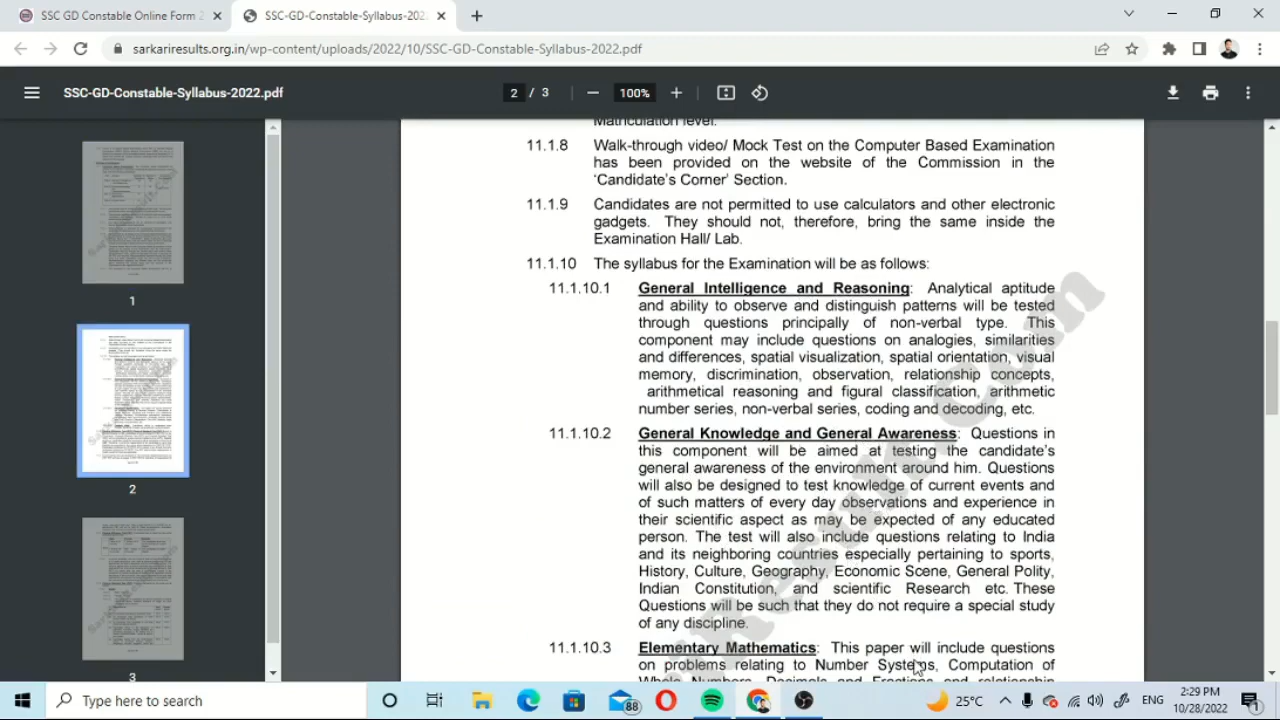 SSC GD Constable Online Form 2
SSC-GD-Constable-Syllabus-202
sarkariresults.org.in/wp-content/uploads/2022/10/SSC-GD-Constable-Syllabus-2022.pdf
SSC-GD-Constable-Syllabus-2022.pdf
2 / 3
100%
Matriculation level.
11.1.8 Walk-through video/ Mock Test on the Computer Based Examination
has been provided on the website of the Commission in the
‘Candidate’s Corner’ Section.
11.1.9 Candidates are not permitted to use calculators and other electronic
gadgets. They should not, therefore, bring the same inside the
Examination Hall/ Lab.
11.1.10 The syllabus for the Examination will be as follows:
11.1.10.1 General Intelligence and Reasoning: Analytical aptitude
and ability to observe and distinguish patterns will be tested
through questions principally of non-verbal type. This
component may include questions on analogies, similarities
and differences, spatial visualization, spatial orientation, visual
memory, discrimination, observation, relationship concepts,
arithmetical reasoning and figural classification, arithmetic
number series, non-verbal series, coding and decoding, etc.
11.1.10.2 General Knowledge and General Awareness: Questions in
this component will be aimed at testing the candidate’s
general awareness of the environment around him. Questions
will also be designed to test knowledge of current events and
of such matters of every day observations and experience in
their scientific aspect as may be expected of any educated
person. The test will also include questions relating to India
and its neighboring countries especially pertaining to sports,
History, Culture, Geography, Economic Scene, General Polity,
Indian Constitution, and scientific Research etc. These
Questions will be such that they do not require a special study
of any discipline.
11.1.10.3 Elementary Mathematics: This paper will include questions
on problems relating to Number Systems, Computation of
Whole Numbers, Decimals and Fractions and relationship
1
2
3
Type here to search
88
25°C
ENG
2:29 PM
10/28/2022
1